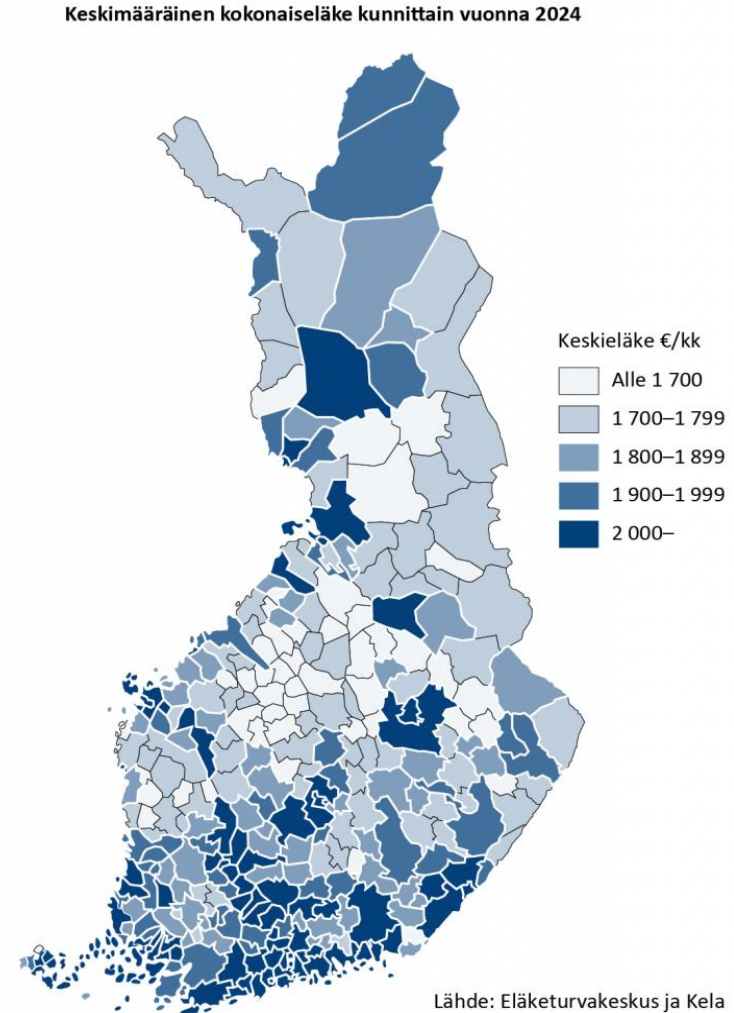 Keskimääräinen kokonaiseläke kunnittain vuonna 2024
Keskieläke €/kk
Alle 1 700
1 700–1 799
1 800–1 899
1 900–1 999
2 000–
Lähde: Eläketurvakeskus ja Kela